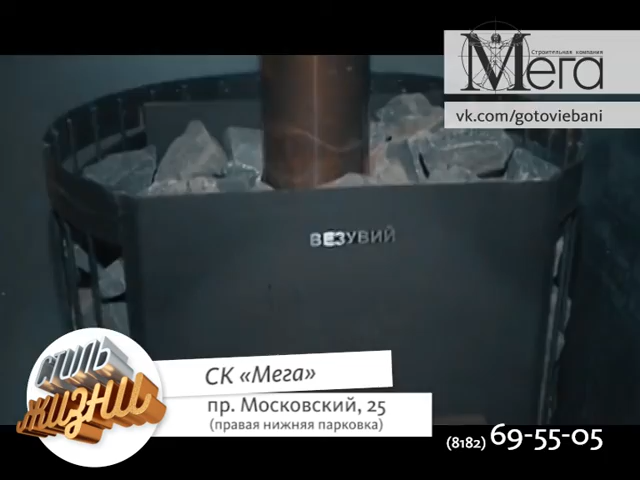 Строительная компания
Мега
vk.com/gotoviebani
ВЕЗУВИЙ
СТИЛЬ
ЖИЗНИ
СК «Мега»
пр. Московский, 25
(правая нижняя парковка)
(8182) 69-55-05